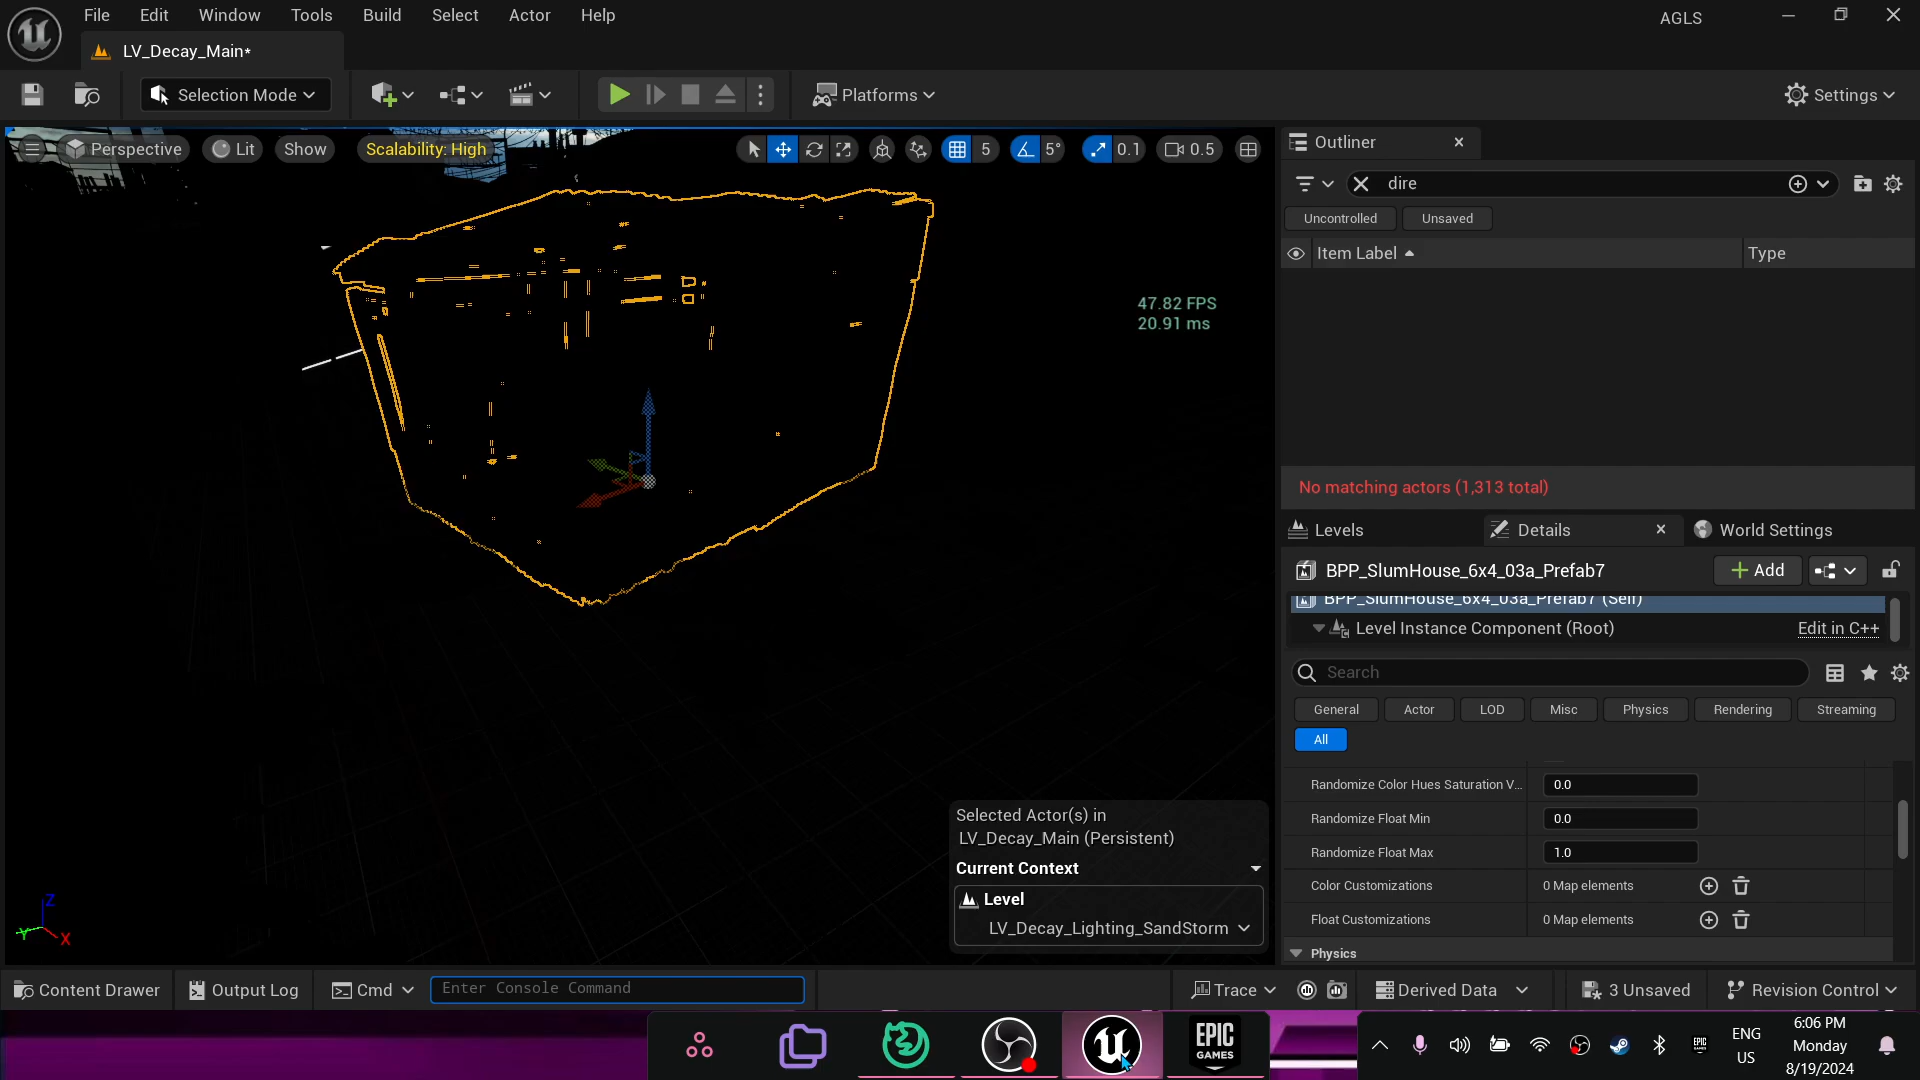 File Edit Window Tools Build Select Actor Help
AGLS
LV_Decay_Main*
Selection Mode
Platforms
Settings
Perspective Lit Show Scalability: High
5 5° 0.1 0.5
Outliner
dire
Uncontrolled Unsaved
Item Label Type
47.82 FPS
20.91 ms
No matching actors (1,313 total)
Levels Details World Settings
BPP_SlumHouse_6x4_03a_Prefab7 Add
BPP_SlumHouse_6x4_03a_Prefab7 (Self)
Level Instance Component (Root) Edit in C++
Search
General Actor LOD Misc Physics Rendering Streaming
All
Randomize Color Hues Saturation V... 0.0
Randomize Float Min 0.0
Randomize Float Max 1.0
Color Customizations 0 Map elements
Float Customizations 0 Map elements
Physics
Selected Actor(s) in
LV_Decay_Main (Persistent)
Current Context
Level
LV_Decay_Lighting_SandStorm
Z
Y X
Content Drawer Output Log Cmd Enter Console Command Trace Derived Data 3 Unsaved Revision Control
EPIC
GAMES
ENG
US
6:06 PM
Monday
8/19/2024